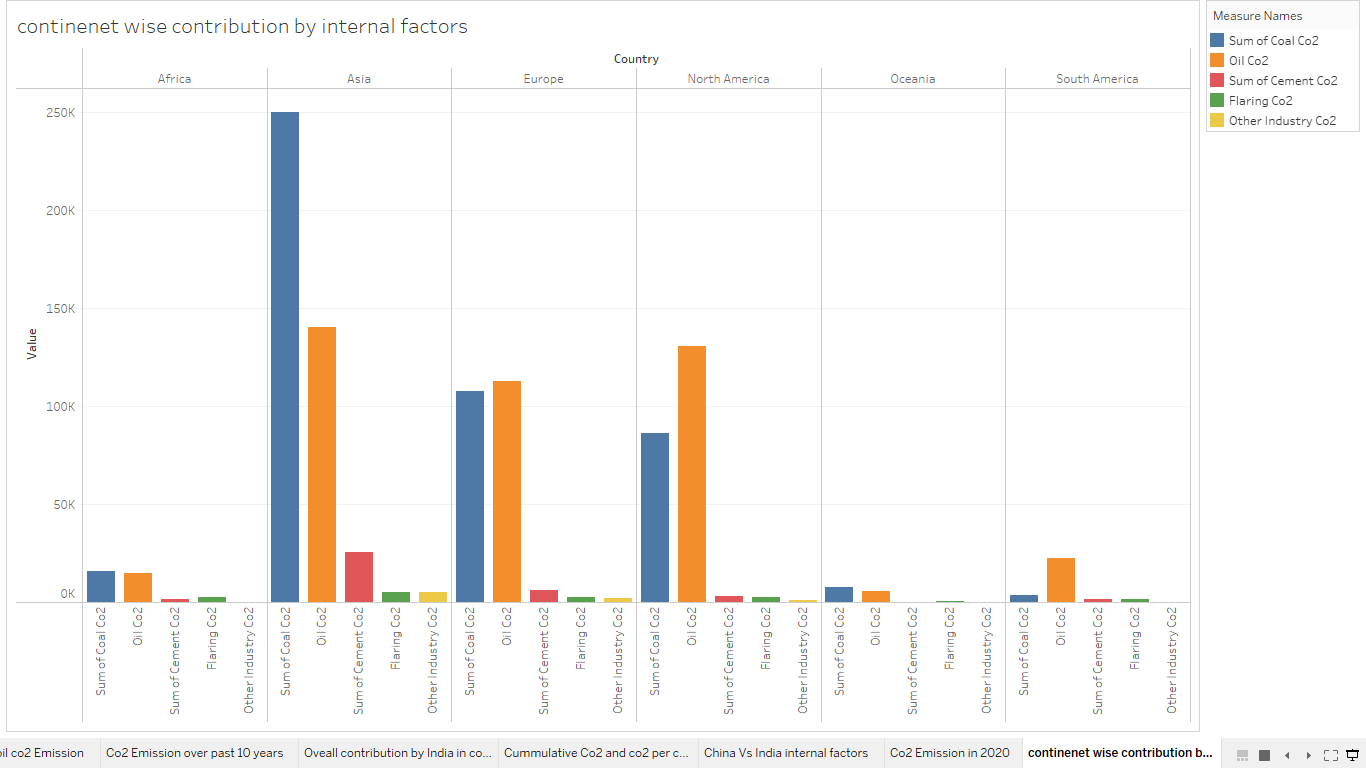 continenet wise contribution by internal factors
Measure Names
Sum of Coal Co2
Oil Co2
Sum of Cement Co2
Flaring Co2
Other Industry Co2
Country
Africa Asia Europe North America Oceania South America
250K
200K
150K
100K
50K
0K
Value
Sum of Coal Co2
Oil Co2
Sum of Cement Co2
Flaring Co2
Other Industry Co2
Sum of Coal Co2
Oil Co2
Sum of Cement Co2
Flaring Co2
Other Industry Co2
Sum of Coal Co2
Oil Co2
Sum of Cement Co2
Flaring Co2
Other Industry Co2
Sum of Coal Co2
Oil Co2
Sum of Cement Co2
Flaring Co2
Other Industry Co2
Sum of Coal Co2
Oil Co2
Sum of Cement Co2
Flaring Co2
Other Industry Co2
Sum of Coal Co2
Oil Co2
Sum of Cement Co2
Flaring Co2
Other Industry Co2
oil co2 Emission Co2 Emission over past 10 years Oveall contribution by India in co... Cummulative Co2 and co2 per c... China Vs India internal factors Co2 Emission in 2020 continenet wise contribution b...